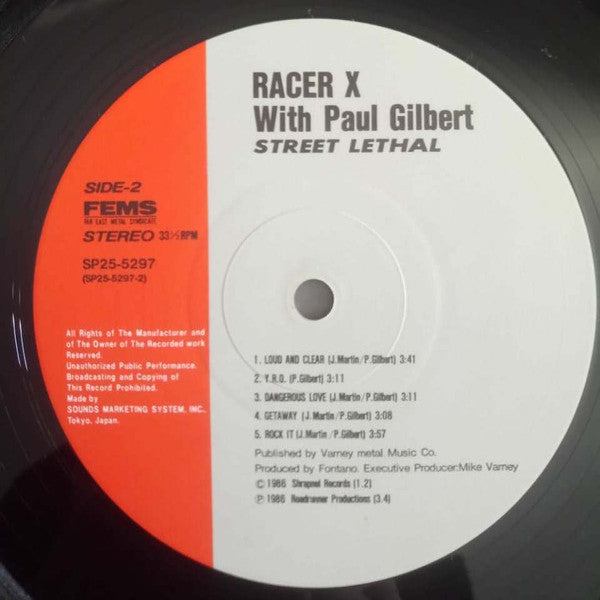 RACER X
With Paul Gilbert
STREET LETHAL
SIDE-2
FEMS
FAR EAST METAL SYNDICATE
STEREO 33 1/3 RPM
SP25-5297
(SP25-5297-2)
All Rights of The Manufacturer and
of The Owner of The Recorded work
Reserved.
Unauthorized Public Performance.
Broadcasting and Copying of
This Record Prohibited.
Made by
SOUNDS MARKETING SYSTEM, INC.,
Tokyo, Japan.
1. LOUD AND CLEAR (J.Martin/P.Gilbert) 3:41
2. Y.R.O. (P.Gilbert) 3:11
3. DANGEROUS LOVE (J.Martin/P.Gilbert) 3:11
4. GETAWAY (J.Martin/P.Gilbert) 3:08
5. ROCK IT (J.Martin/P.Gilbert) 3:57
Published by Varney metal Music Co.
Produced by Fontano. Executive Producer:Mike Varney
Ⓒ 1986 Shrapnel Records (1.2)
Ⓟ 1986 Roadrunner Productions (3.4)